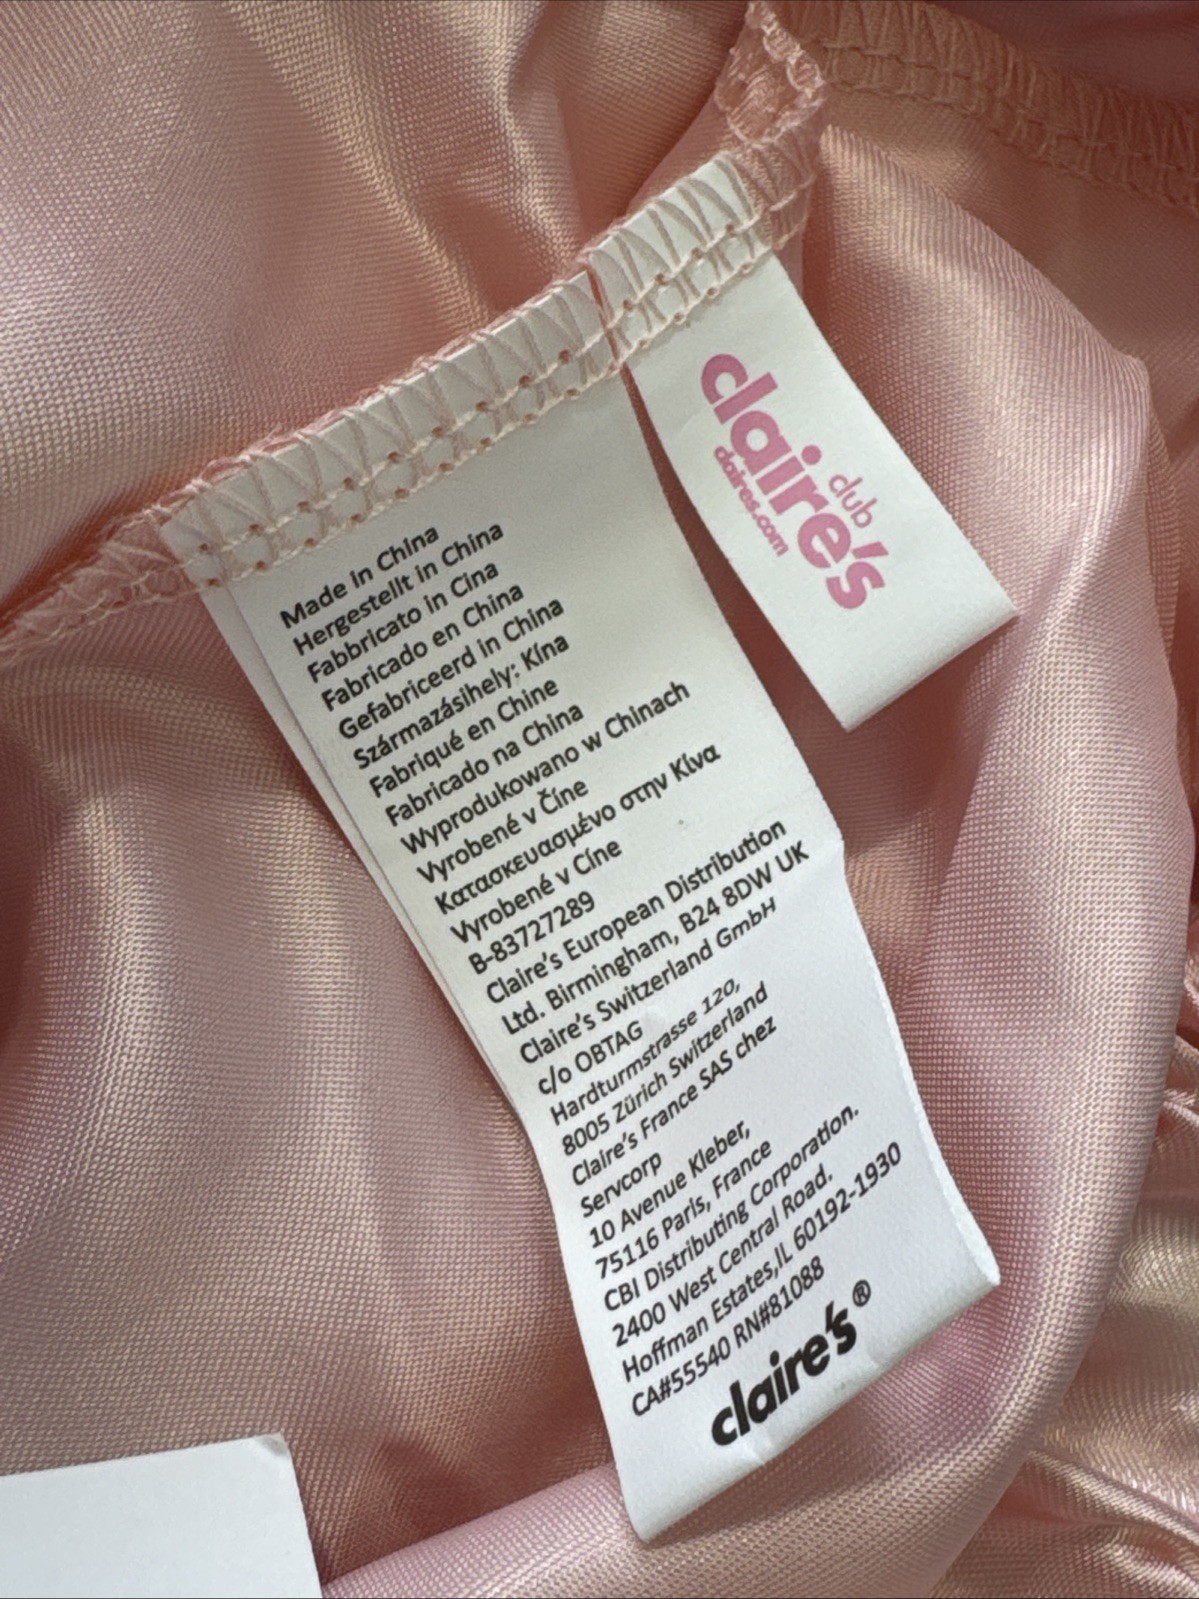 Made in China
Hergestellt in China
Fabbricato in Cina
Fabricado en China
Gefabriceerd in China
Származásihely: Kína
Fabriqué en Chine
Fabricado na China
Wyprodukowano w Chinach
Vyrobené v Číne
Κατασκευασμένο στην Κίνα
Vyrobené v Cíne
B-83727289
Claire's European Distribution
Ltd. Birmingham, B24 8DW UK
Claire's Switzerland GmbH
c/o OBTAG
Hardturmstrasse 120,
8005 Zürich Switzerland
Claire's France SAS chez
Servcorp
10 Avenue Kleber,
75116 Paris, France
CBI Distributing Corporation.
2400 West Central Road.
Hoffman Estates,IL 60192-1930
CA#55540 RN#81088
claire's®
club
claire's
claires.com